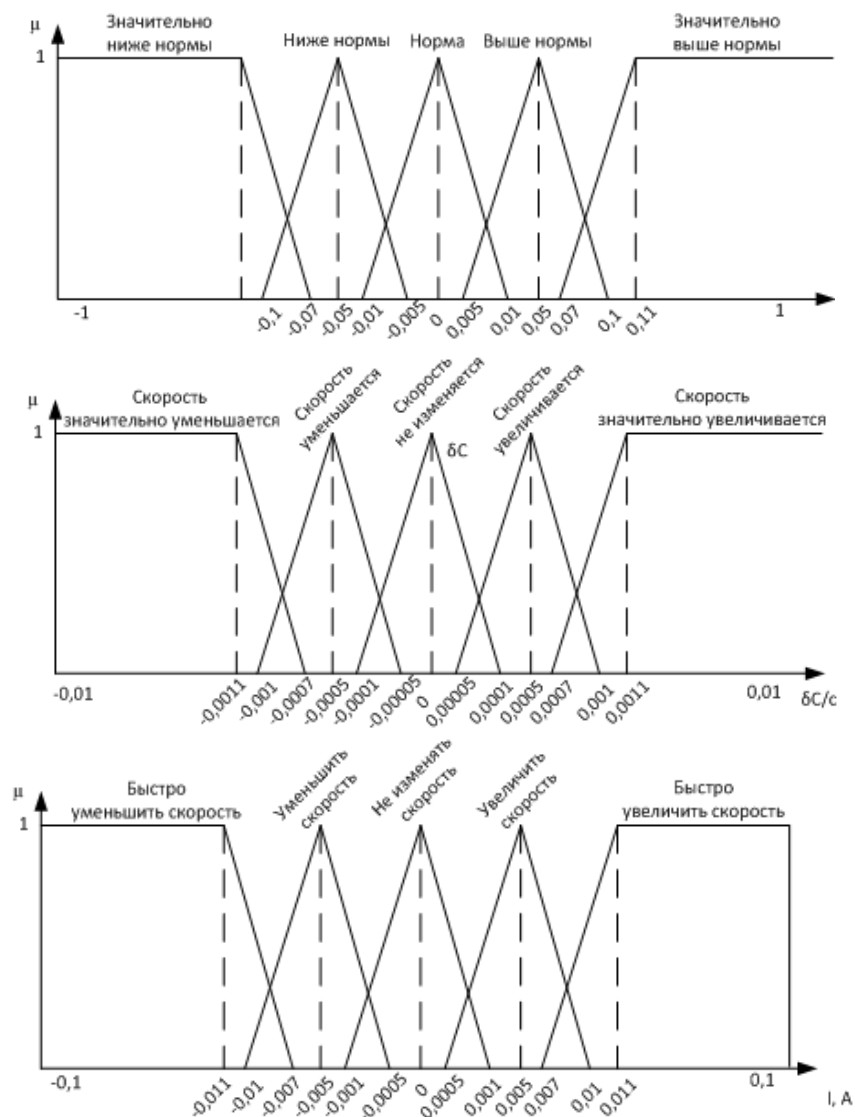 μ
Значительно
ниже нормы
Ниже нормы
Норма
Выше нормы
Значительно
выше нормы
1
-1
-0,1
-0,07
-0,05
-0,01
-0,005
0
0,005
0,01
0,05
0,07
0,1
0,11
1
μ
Скорость
значительно уменьшается
Скорость
уменьшается
Скорость
не изменяется
Скорость
увеличивается
Скорость
значительно увеличивается
1
δC
-0,01
-0,0011
-0,001
-0,0007
-0,0005
-0,0001
-0,00005
0
0,00005
0,0001
0,0005
0,0007
0,001
0,0011
0,01
δC/c
μ
Быстро
уменьшить скорость
Уменьшить
скорость
Не изменять
скорость
Увеличить
скорость
Быстро
увеличить скорость
1
-0,1
-0,011
-0,01
-0,007
-0,005
-0,001
-0,0005
0
0,0005
0,001
0,005
0,007
0,01
0,011
0,1
I, A